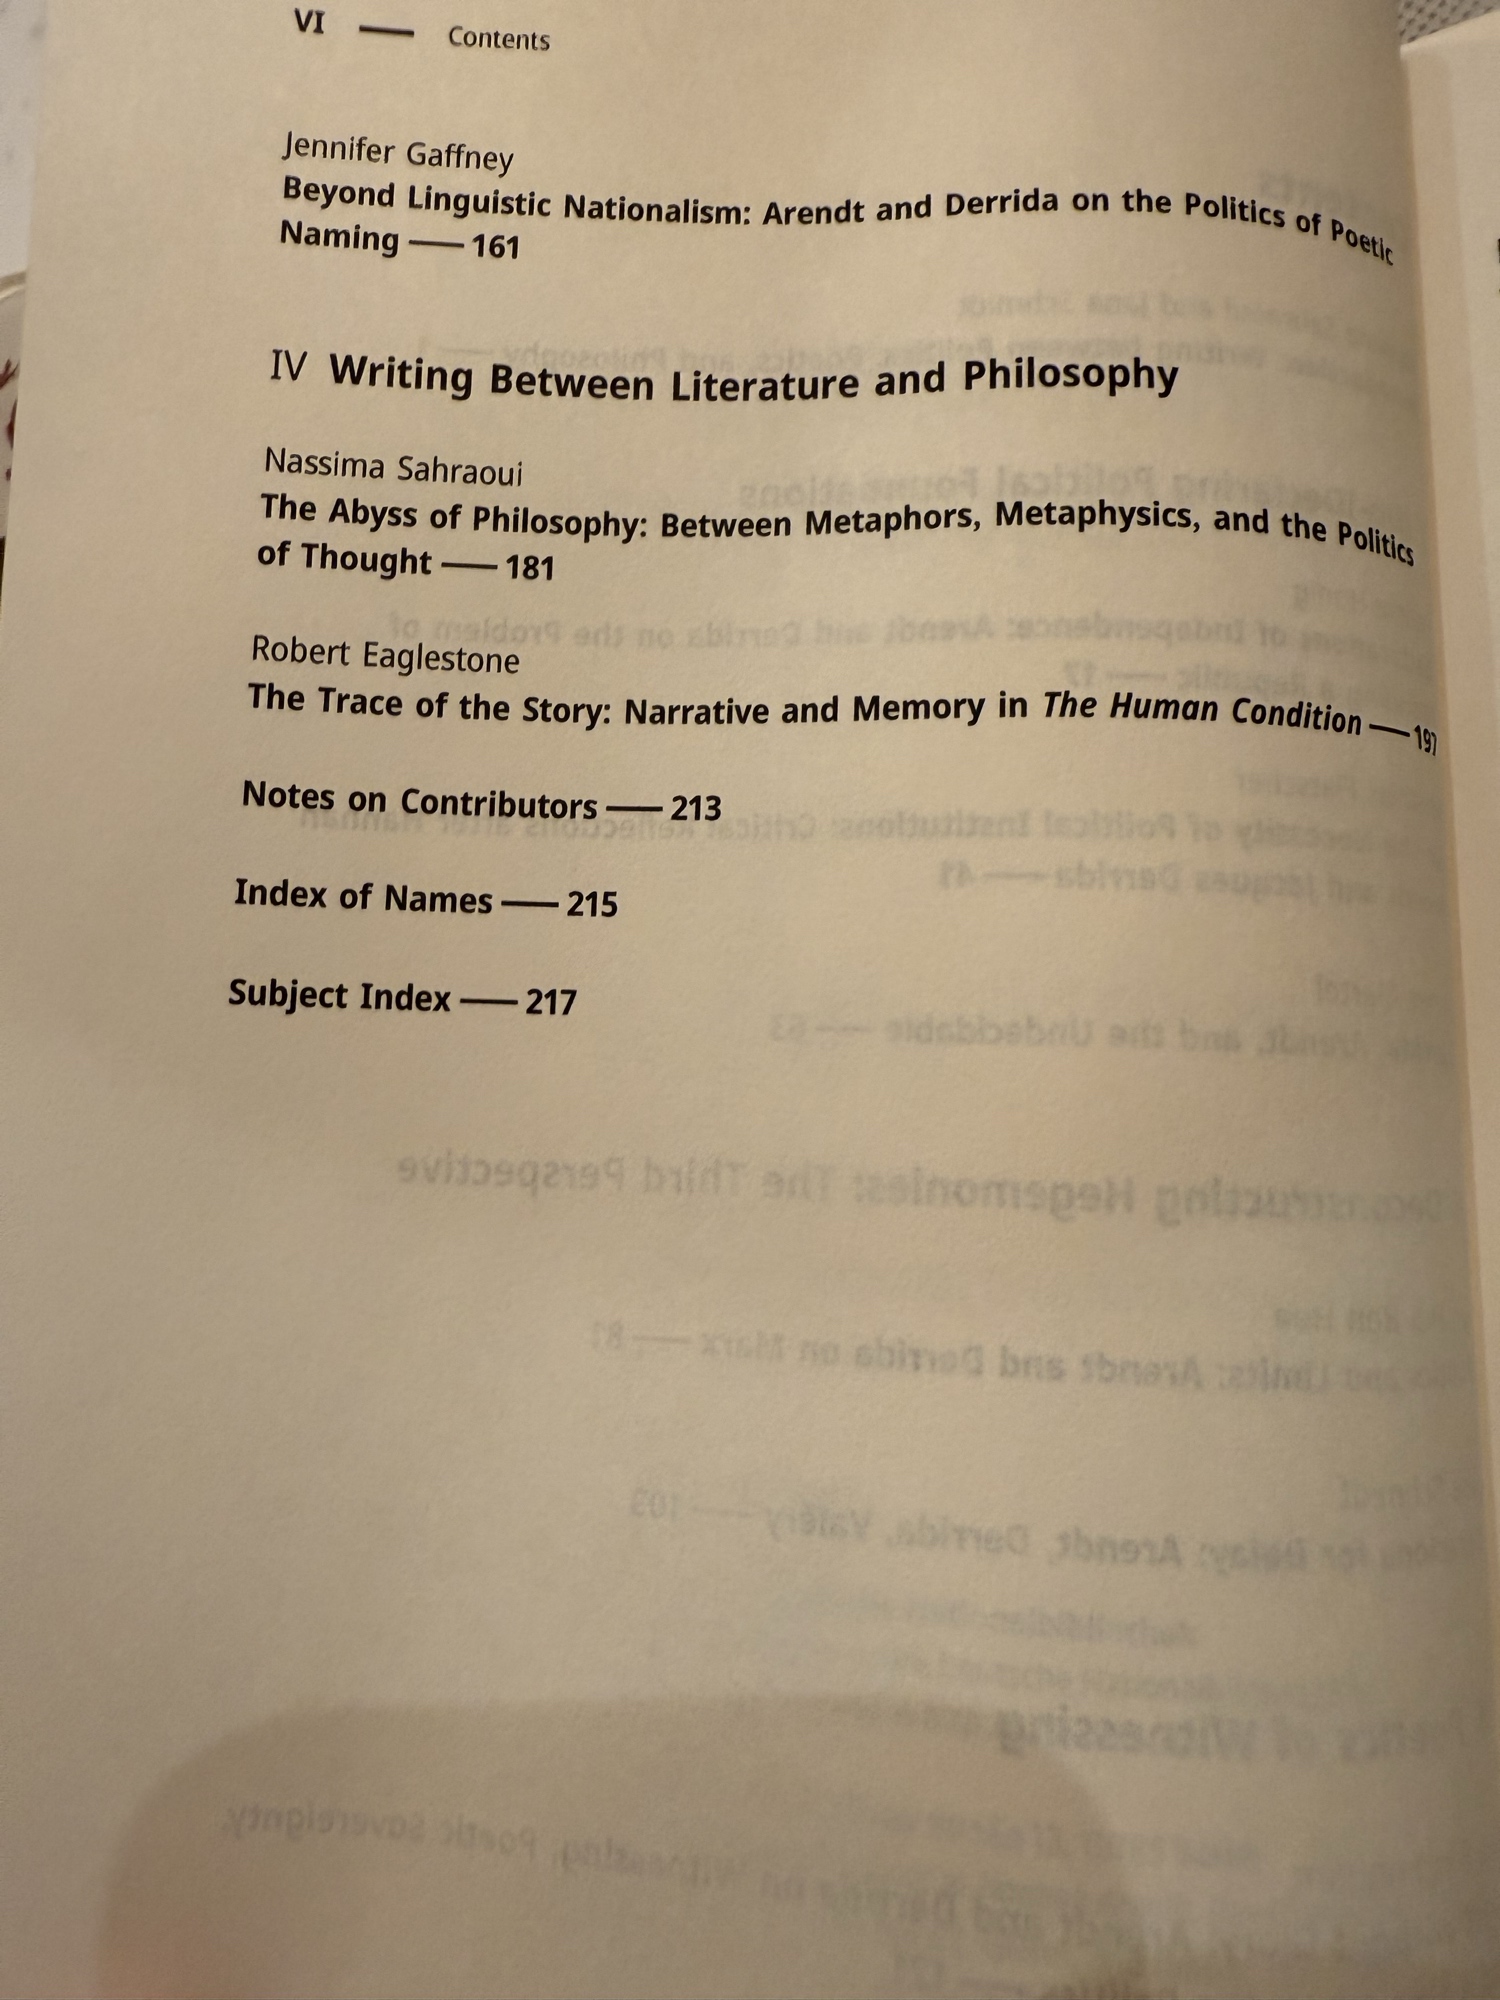 VI — Contents
Jennifer Gaffney
Beyond Linguistic Nationalism: Arendt and Derrida on the Politics of Poetic
Naming — 161
IV Writing Between Literature and Philosophy
Nassima Sahraoui
The Abyss of Philosophy: Between Metaphors, Metaphysics, and the Politics
of Thought — 181
Robert Eaglestone
The Trace of the Story: Narrative and Memory in The Human Condition — 197
Notes on Contributors — 213
Index of Names — 215
Subject Index — 217